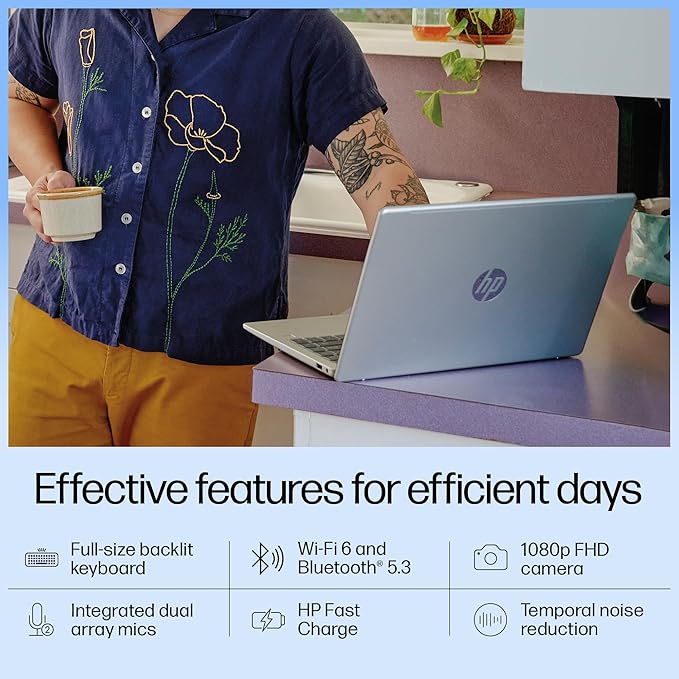 hp
Effective features for efficient days
Full-size backlit
keyboard
Wi-Fi 6 and
Bluetooth® 5.3
1080p FHD
camera
Integrated dual
array mics
2
HP Fast
Charge
Temporal noise
reduction